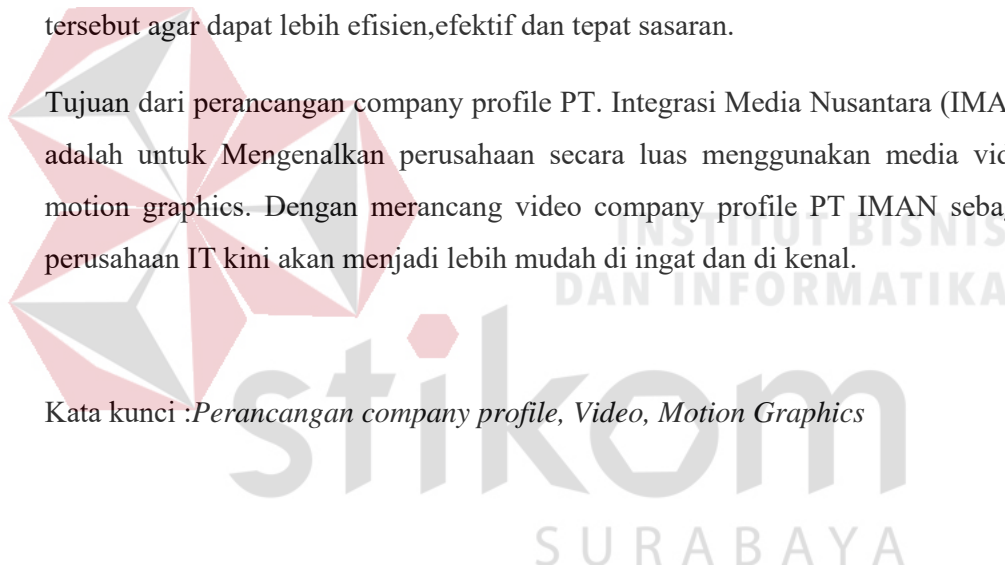 tersebut agar dapat lebih efisien,efektif dan tepat sasaran.
Tujuan dari perancangan company profile PT. Integrasi Media Nusantara (IMA
adalah untuk Mengenalkan perusahaan secara luas menggunakan media vid
motion graphics. Dengan merancang video company profile PT IMAN seba
perusahaan IT kini akan menjadi lebih mudah di ingat dan di kenal.
INSTITUT BISNIS
DAN INFORMATIKA
Kata kunci :Perancangan company profile, Video, Motion Graphics
stikom
SURABAYA